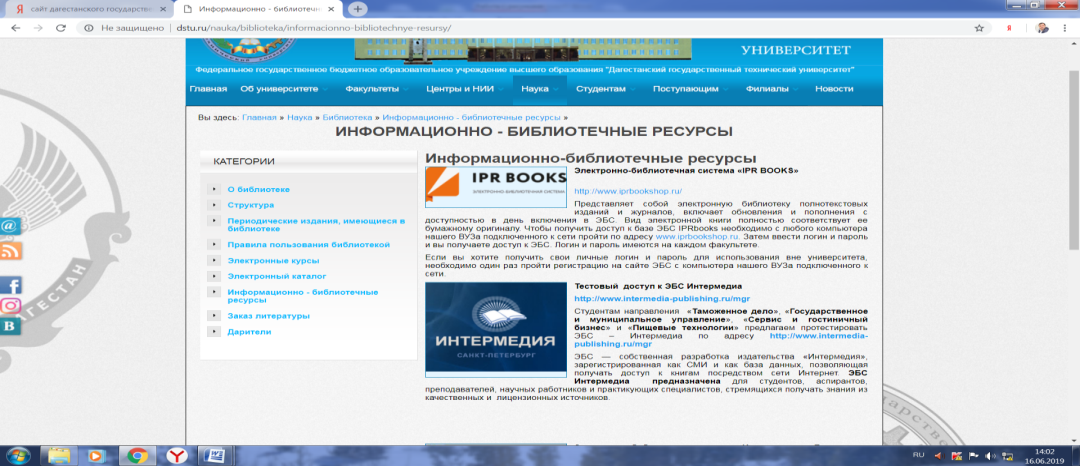 сайт дагестанского государстве
Информационно - библиотечн
Не защищено | dstu.ru/nauka/biblioteka/informacionno-bibliotechnye-resursy/
УНИВЕРСИТЕТ
Федеральное государственное бюджетное образовательное учреждение высшего образования "Дагестанский государственный технический университет"
Главная Об университете Факультеты Центры и НИИ Наука Студентам Поступающим Филиалы Новости
Вы здесь: Главная » Наука » Библиотека » Информационно - библиотечные ресурсы »
ИНФОРМАЦИОННО - БИБЛИОТЕЧНЫЕ РЕСУРСЫ
КАТЕГОРИИ
О библиотеке
Структура
Периодические издания, имеющиеся в
библиотеке
Правила пользования библиотекой
Электронные курсы
Электронный каталог
Информационно - библиотечные
ресурсы
Заказ литературы
Дарители
Информационно-библиотечные ресурсы
IPR BOOKS
ЭЛЕКТРОННО-БИБЛИОТЕЧНАЯ СИСТЕМА
Электронно-библиотечная система «IPR BOOKS»
http://www.iprbookshop.ru/
Представляет собой электронную библиотеку полнотекстовых
изданий и журналов, включает обновления и пополнения с
доступностью в день включения в ЭБС. Вид электронной книги полностью соответствует ее
бумажному оригиналу. Чтобы получить доступ к базе ЭБС IPRbooks необходимо с любого компьютера
нашего ВУЗа подключенного к сети пройти по адресу www.iprbookshop.ru. Затем ввести логин и пароль
и вы получаете доступ к ЭБС. Логин и пароль имеются на каждом факультете.
Если вы хотите получить свои личные логин и пароль для использования вне университета,
необходимо один раз пройти регистрацию на сайте ЭБС с компьютера нашего ВУЗа подключенного к
сети.
ИНТЕРМЕДИЯ
САНКТ-ПЕТЕРБУРГ
Тестовый доступ к ЭБС Интермедиа
http://www.intermedia-publishing.ru/mgr
Студентам направления «Таможенное дело», «Государственное
и муниципальное управление», «Сервис и гостиничный
бизнес» и «Пищевые технологии» предлагаем протестировать
ЭБС – Интермедиа по адресу http://www.intermedia-
publishing.ru/mgr
ЭБС — собственная разработка издательства «Интермедия»,
зарегистрированная как СМИ и как база данных, позволяющая
получать доступ к книгам посредством сети Интернет. ЭБС
Интермедиа предназначена для студентов, аспирантов,
преподавателей, научных работников и практикующих специалистов, стремящихся получать знания из
качественных и лицензионных источников.
RU
14:02
16.06.2019